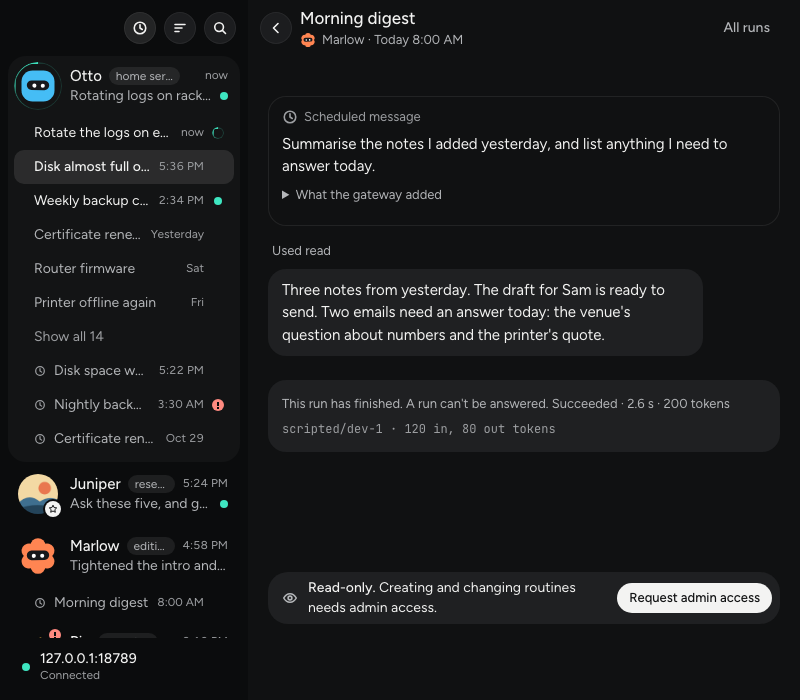 Otto home ser... now
Rotating logs on rack...
Rotate the logs on e... now
Disk almost full o... 5:36 PM
Weekly backup c... 2:34 PM
Certificate rene... Yesterday
Router firmware Sat
Printer offline again Fri
Show all 14
Disk space w... 5:22 PM
Nightly back... 3:30 AM
Certificate ren... Oct 29
Juniper rese... 5:24 PM
Ask these five, and g...
Marlow editi... 4:58 PM
Tightened the intro and...
Morning digest 8:00 AM
127.0.0.1:18789
Connected
Morning digest
Marlow · Today 8:00 AM
All runs
Scheduled message
Summarise the notes I added yesterday, and list anything I need to
answer today.
What the gateway added
Used read
Three notes from yesterday. The draft for Sam is ready to
send. Two emails need an answer today: the venue's
question about numbers and the printer's quote.
This run has finished. A run can't be answered. Succeeded · 2.6 s · 200 tokens
scripted/dev-1 · 120 in, 80 out tokens
Read-only. Creating and changing routines
needs admin access.
Request admin access